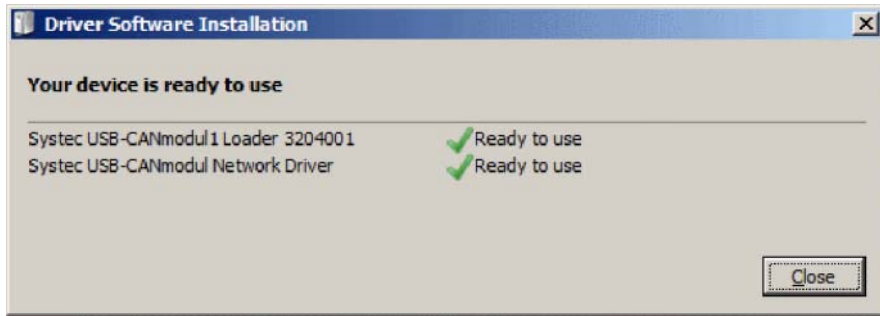 Driver Software Installation
Your device is ready to use
Systec USB-CANmodul1 Loader 3204001 Ready to use
Systec USB-CANmodul Network Driver Ready to use
Close